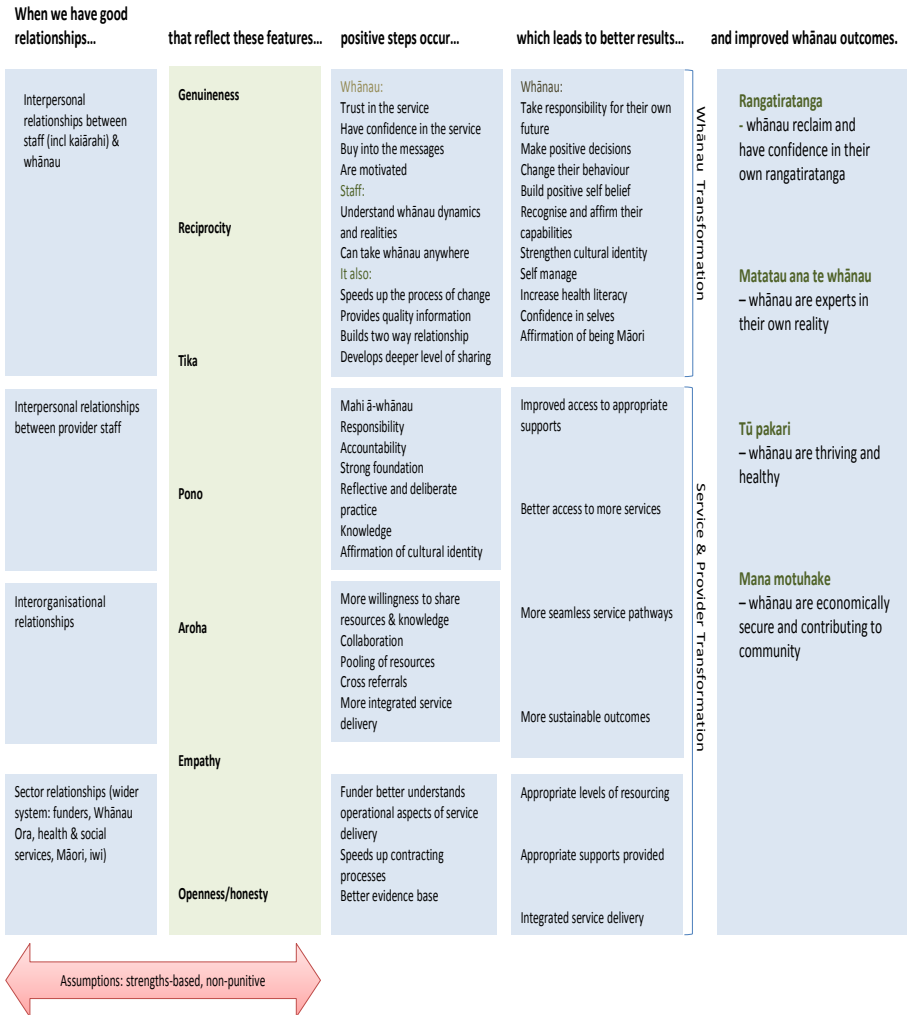 When we have good
relationships...
that reflect these features...
positive steps occur...
which leads to better results...
and improved whānau outcomes.
Interpersonal
relationships between
staff (incl kaiārahi) &
whānau
Interpersonal relationships
between provider staff
Interorganisational
relationships
Sector relationships (wider
system: funders, Whānau
Ora, health & social
services, Māori, iwi)
Genuineness
Reciprocity
Tika
Pono
Aroha
Empathy
Openness/honesty
Whānau:
Trust in the service
Have confidence in the service
Buy into the messages
Are motivated
Staff:
Understand whānau dynamics
and realities
Can take whānau anywhere
It also:
Speeds up the process of change
Provides quality information
Builds two way relationship
Develops deeper level of sharing
Mahi ā-whānau
Responsibility
Accountability
Strong foundation
Reflective and deliberate
practice
Knowledge
Affirmation of cultural identity
More willingness to share
resources & knowledge
Collaboration
Pooling of resources
Cross referrals
More integrated service
delivery
Funder better understands
operational aspects of service
delivery
Speeds up contracting
processes
Better evidence base
Whānau:
Take responsibility for their own
future
Make positive decisions
Change their behaviour
Build positive self belief
Recognise and affirm their
capabilities
Strengthen cultural identity
Self manage
Increase health literacy
Confidence in selves
Affirmation of being Māori
Improved access to appropriate
supports
Better access to more services
More seamless service pathways
More sustainable outcomes
Appropriate levels of resourcing
Appropriate supports provided
Integrated service delivery
Whānau Transformation
Service & Provider Transformation
Rangatiratanga
- whānau reclaim and
have confidence in their
own rangatiratanga
Matatau ana te whānau
– whānau are experts in
their own reality
Tū pakari
– whānau are thriving and
healthy
Mana motuhake
– whānau are economically
secure and contributing to
community
Assumptions: strengths-based, non-punitive